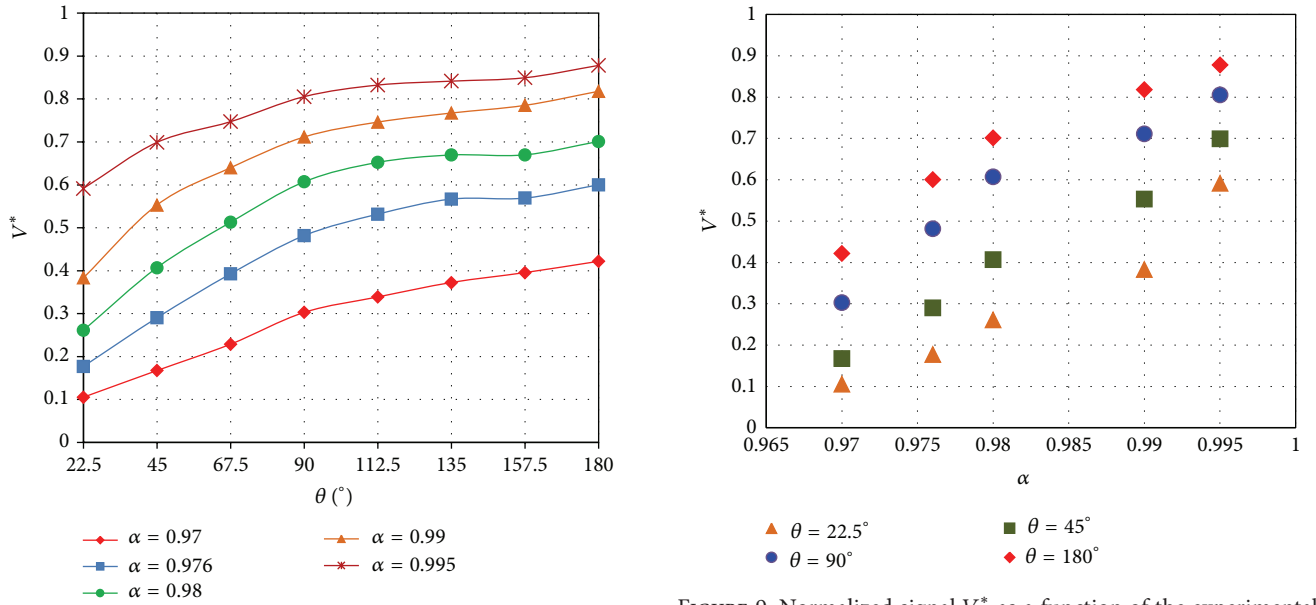 1
0.9
0.8
0.7
0.6
0.5
0.4
0.3
0.2
0.1
0
V*
22.5 45 67.5 90 112.5 135 157.5 180
θ (°)
α = 0.97
α = 0.976
α = 0.98
α = 0.99
α = 0.995
1
0.9
0.8
0.7
0.6
0.5
0.4
0.3
0.2
0.1
0
V*
0.965 0.97 0.975 0.98 0.985 0.99 0.995 1
α
θ = 22.5°
θ = 90°
θ = 45°
θ = 180°
Normalized signal V* as a function of the experimental